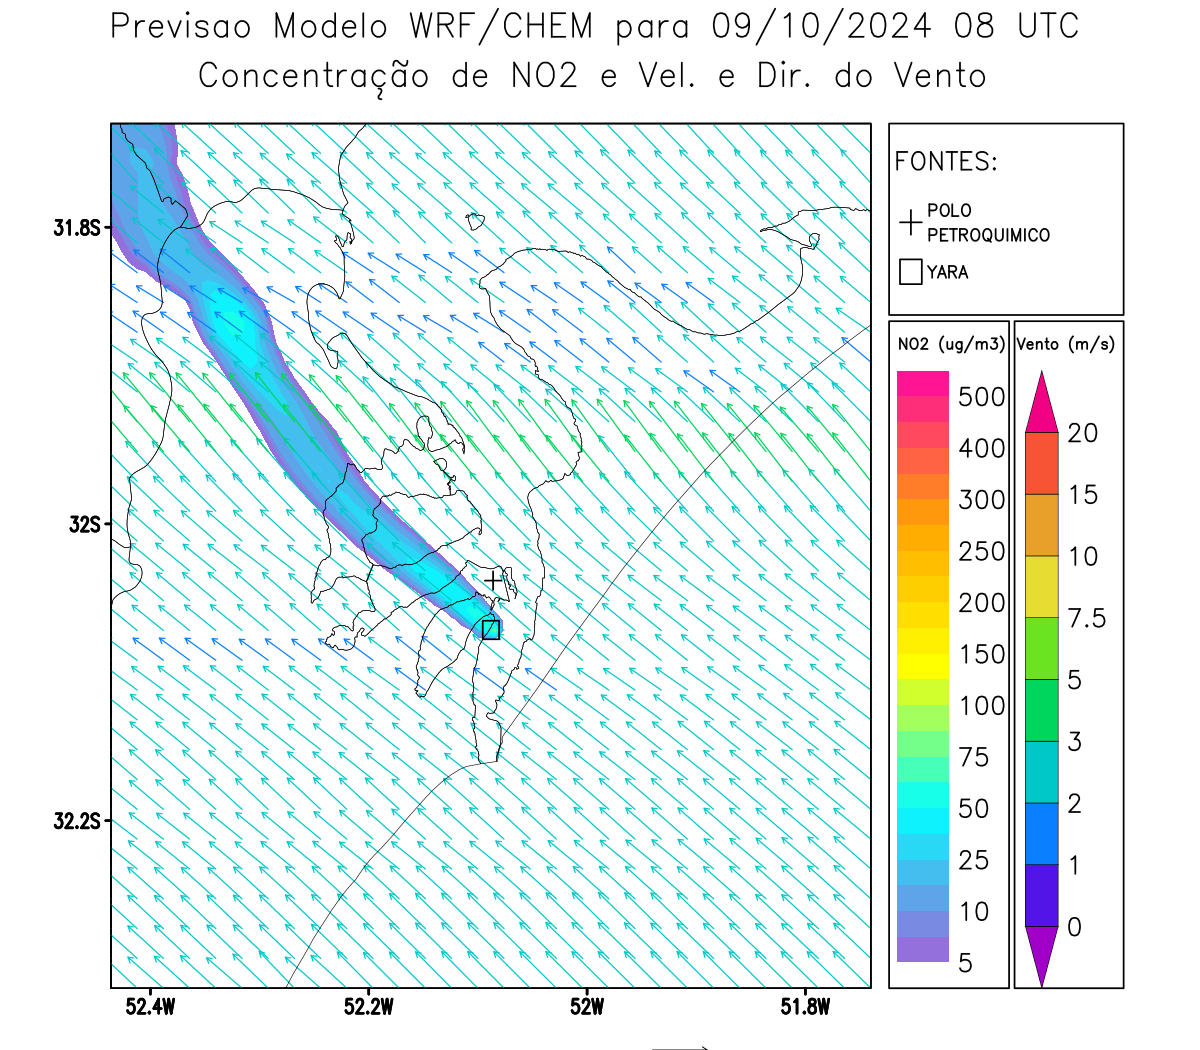 Previsao Modelo WRF/CHEM para 09/10/2024 08 UTC
Concentração de NO2 e Vel. e Dir. do Vento
FONTES:
POLO
PETROQUIMICO
YARA
NO2 (ug/m3)
500
400
300
250
200
150
100
75
50
25
10
5
Vento (m/s)
20
15
10
7.5
5
3
2
1
0
31.8S
32S
32.2S
52.4W
52.2W
52W
51.8W